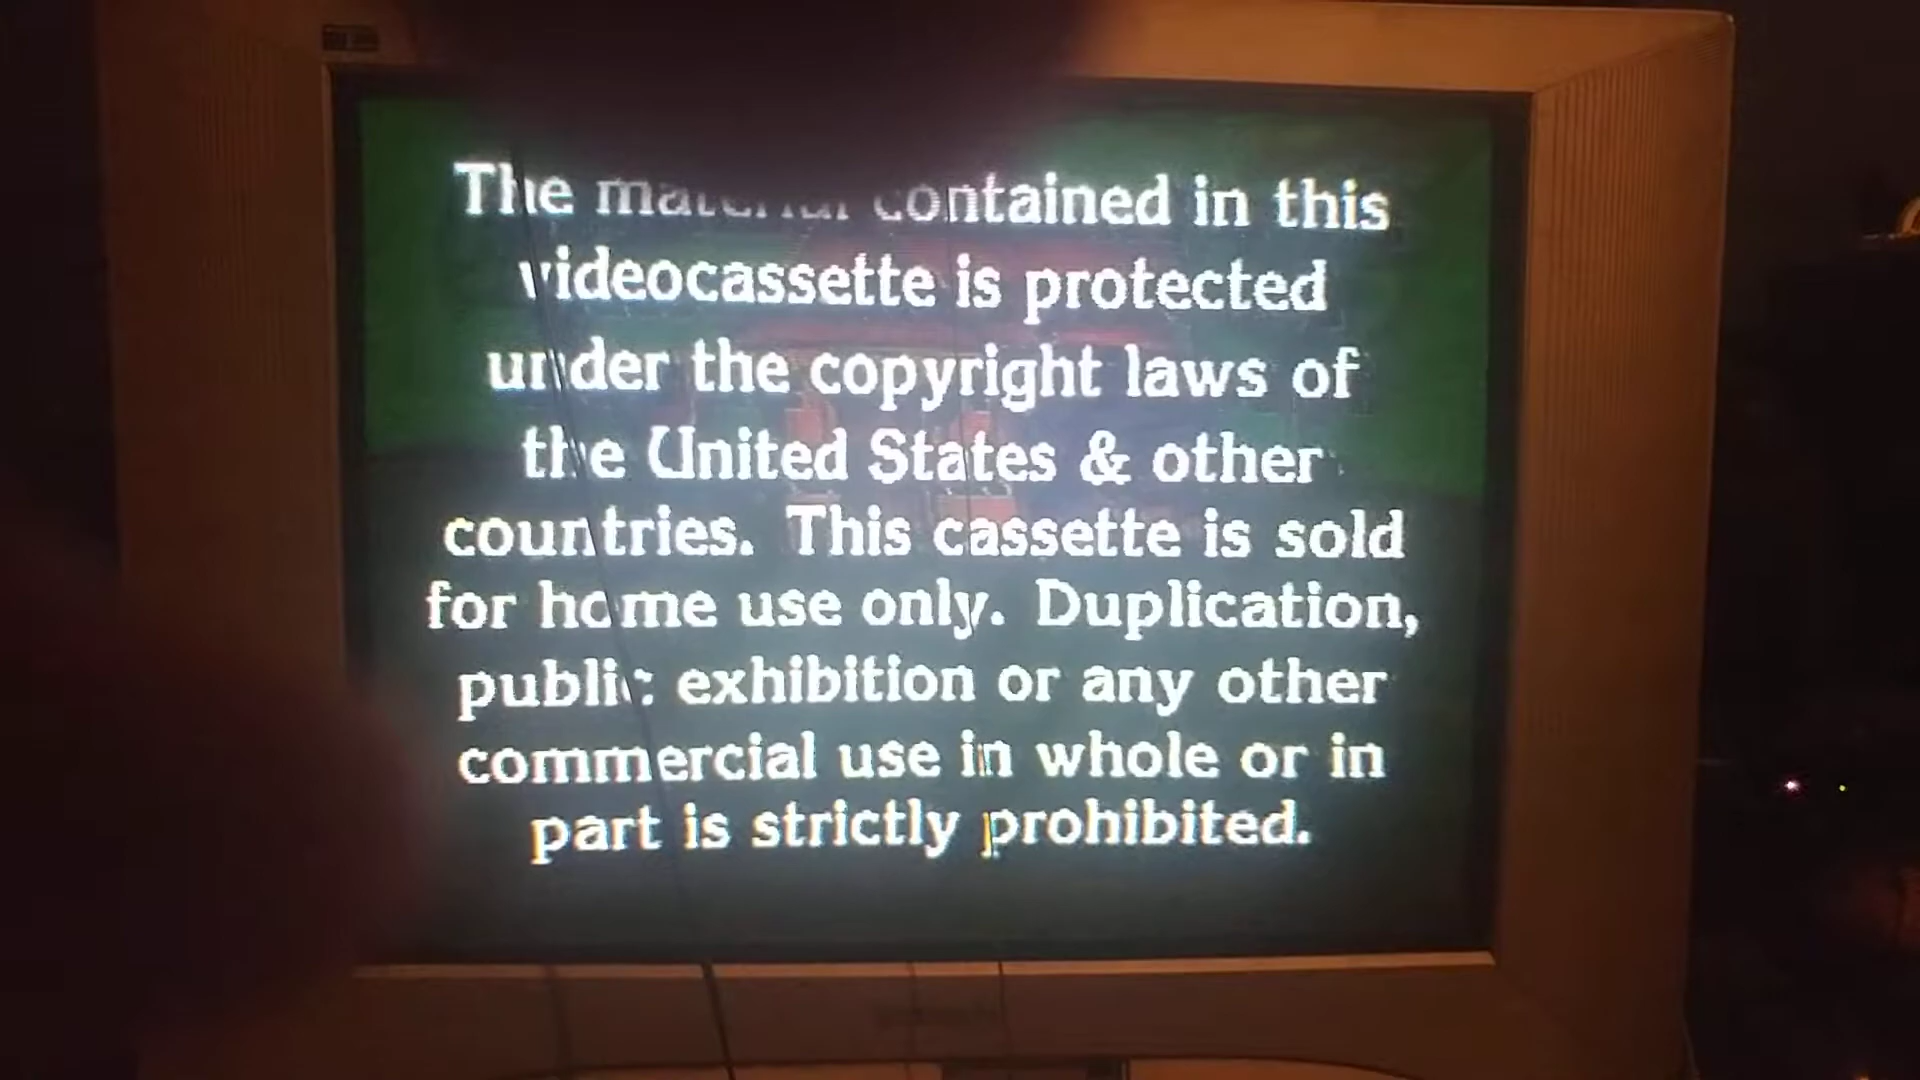 The material contained in this
videocassette is protected
under the copyright laws of
the United States & other
countries. This cassette is sold
for home use only. Duplication,
public exhibition or any other
commercial use in whole or in
part is strictly prohibited.